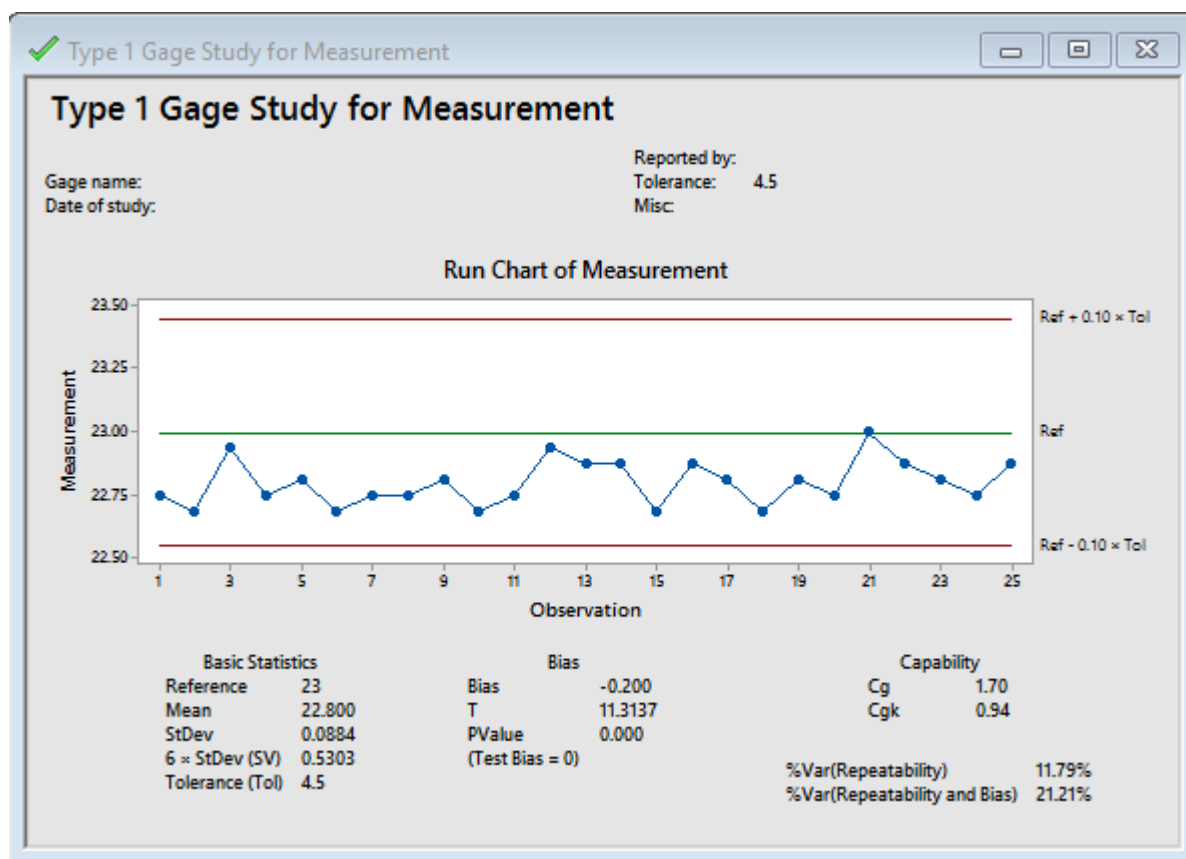 Type 1 Gage Study for Measurement
Type 1 Gage Study for Measurement
Reported by:
Gage name:
Tolerance: 4.5
Date of study:
Misc:
Run Chart of Measurement
23.50
Ref + 0.10 × Tol
23.25
Measurement
23.00
Ref
22.75
22.50
Ref - 0.10 × Tol
1 3 5 7 9 11 13 15 17 19 21 23 25
Observation
Basic Statistics
Reference 23
Mean 22.800
StDev 0.0884
6 × StDev (SV) 0.5303
Tolerance (Tol) 4.5
Bias
Bias -0.200
T 11.3137
PValue 0.000
(Test Bias = 0)
Capability
Cg 1.70
Cgk 0.94
%Var(Repeatability) 11.79%
%Var(Repeatability and Bias) 21.21%